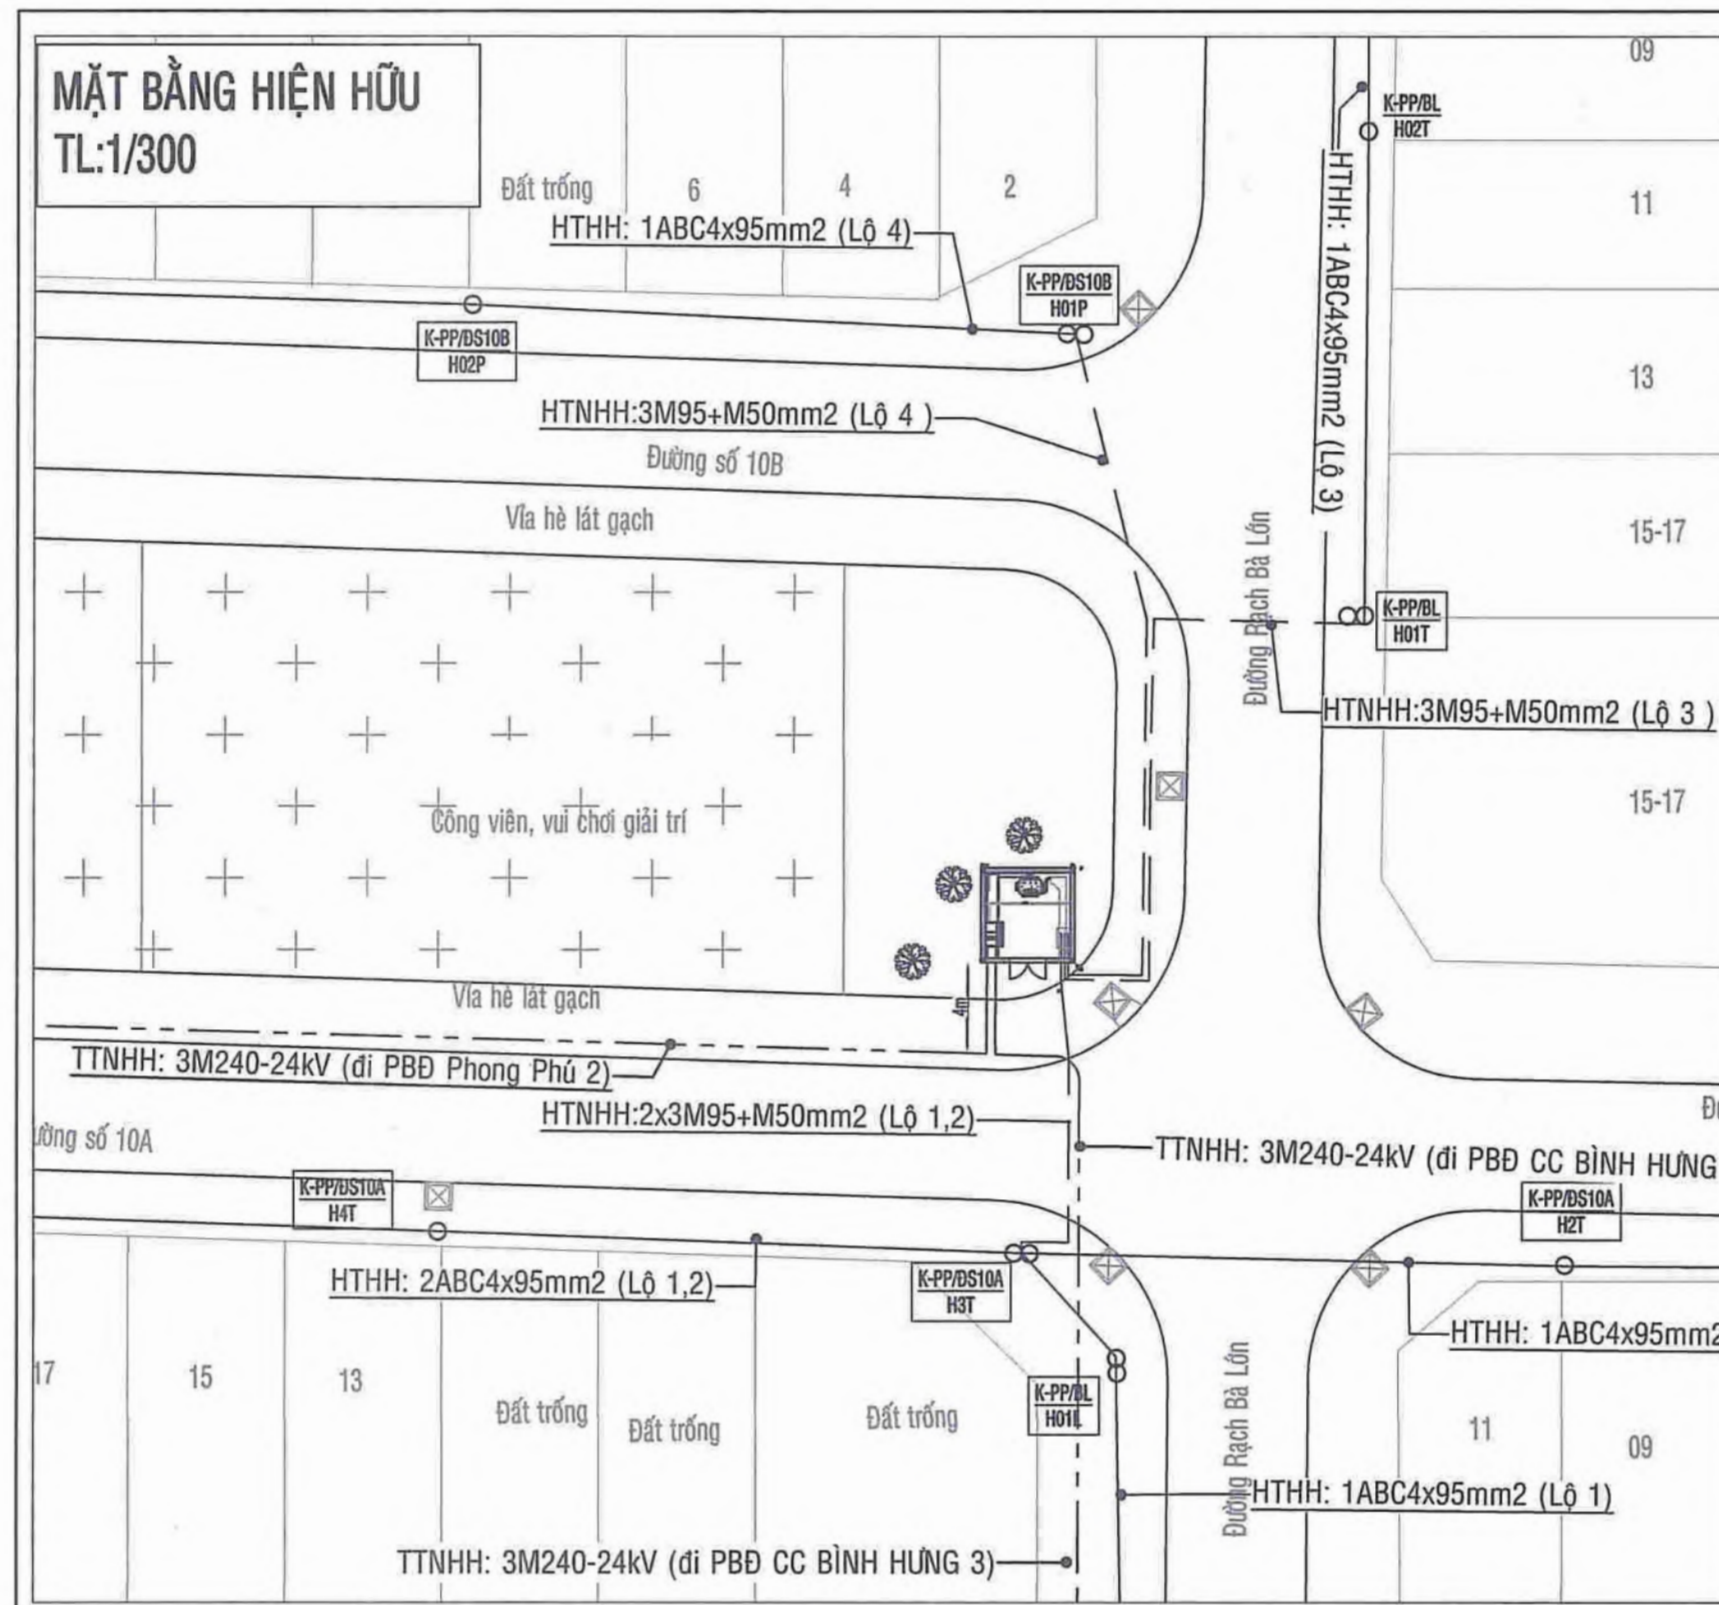 MẶT BẰNG HIỆN HỮU
TL:1/300
09
K-PP/BL
H02T
Đất trống
6
4
2
11
HTHH: 1ABC4x95mm2 (Lộ 4)
HTHH: 1ABC4x95mm2 (Lộ 3)
K-PP/ĐS10B
H01P
K-PP/ĐS10B
H02P
13
HTNHH:3M95+M50mm2 (Lộ 4 )
Đường số 10B
Vỉa hè lát gạch
15-17
Đường Rạch Bà Lớn
K-PP/BL
H01T
HTNHH:3M95+M50mm2 (Lộ 3 )
15-17
Công viên, vui chơi giải trí
Vỉa hè lát gạch
4m
TTNHH: 3M240-24kV (đi PBĐ Phong Phú 2)
HTNHH:2x3M95+M50mm2 (Lộ 1,2)
ường số 10A
TTNHH: 3M240-24kV (đi PBĐ CC BÌNH HƯNG
K-PP/ĐS10A
H4T
K-PP/ĐS10A
H2T
HTHH: 2ABC4x95mm2 (Lộ 1,2)
K-PP/ĐS10A
H3T
HTHH: 1ABC4x95mm2
17
15
13
Đất trống
Đất trống
Đất trống
K-PP/BL
H01L
Đường Rạch Bà Lớn
11
09
HTHH: 1ABC4x95mm2 (Lộ 1)
TTNHH: 3M240-24kV (đi PBĐ CC BÌNH HƯNG 3)